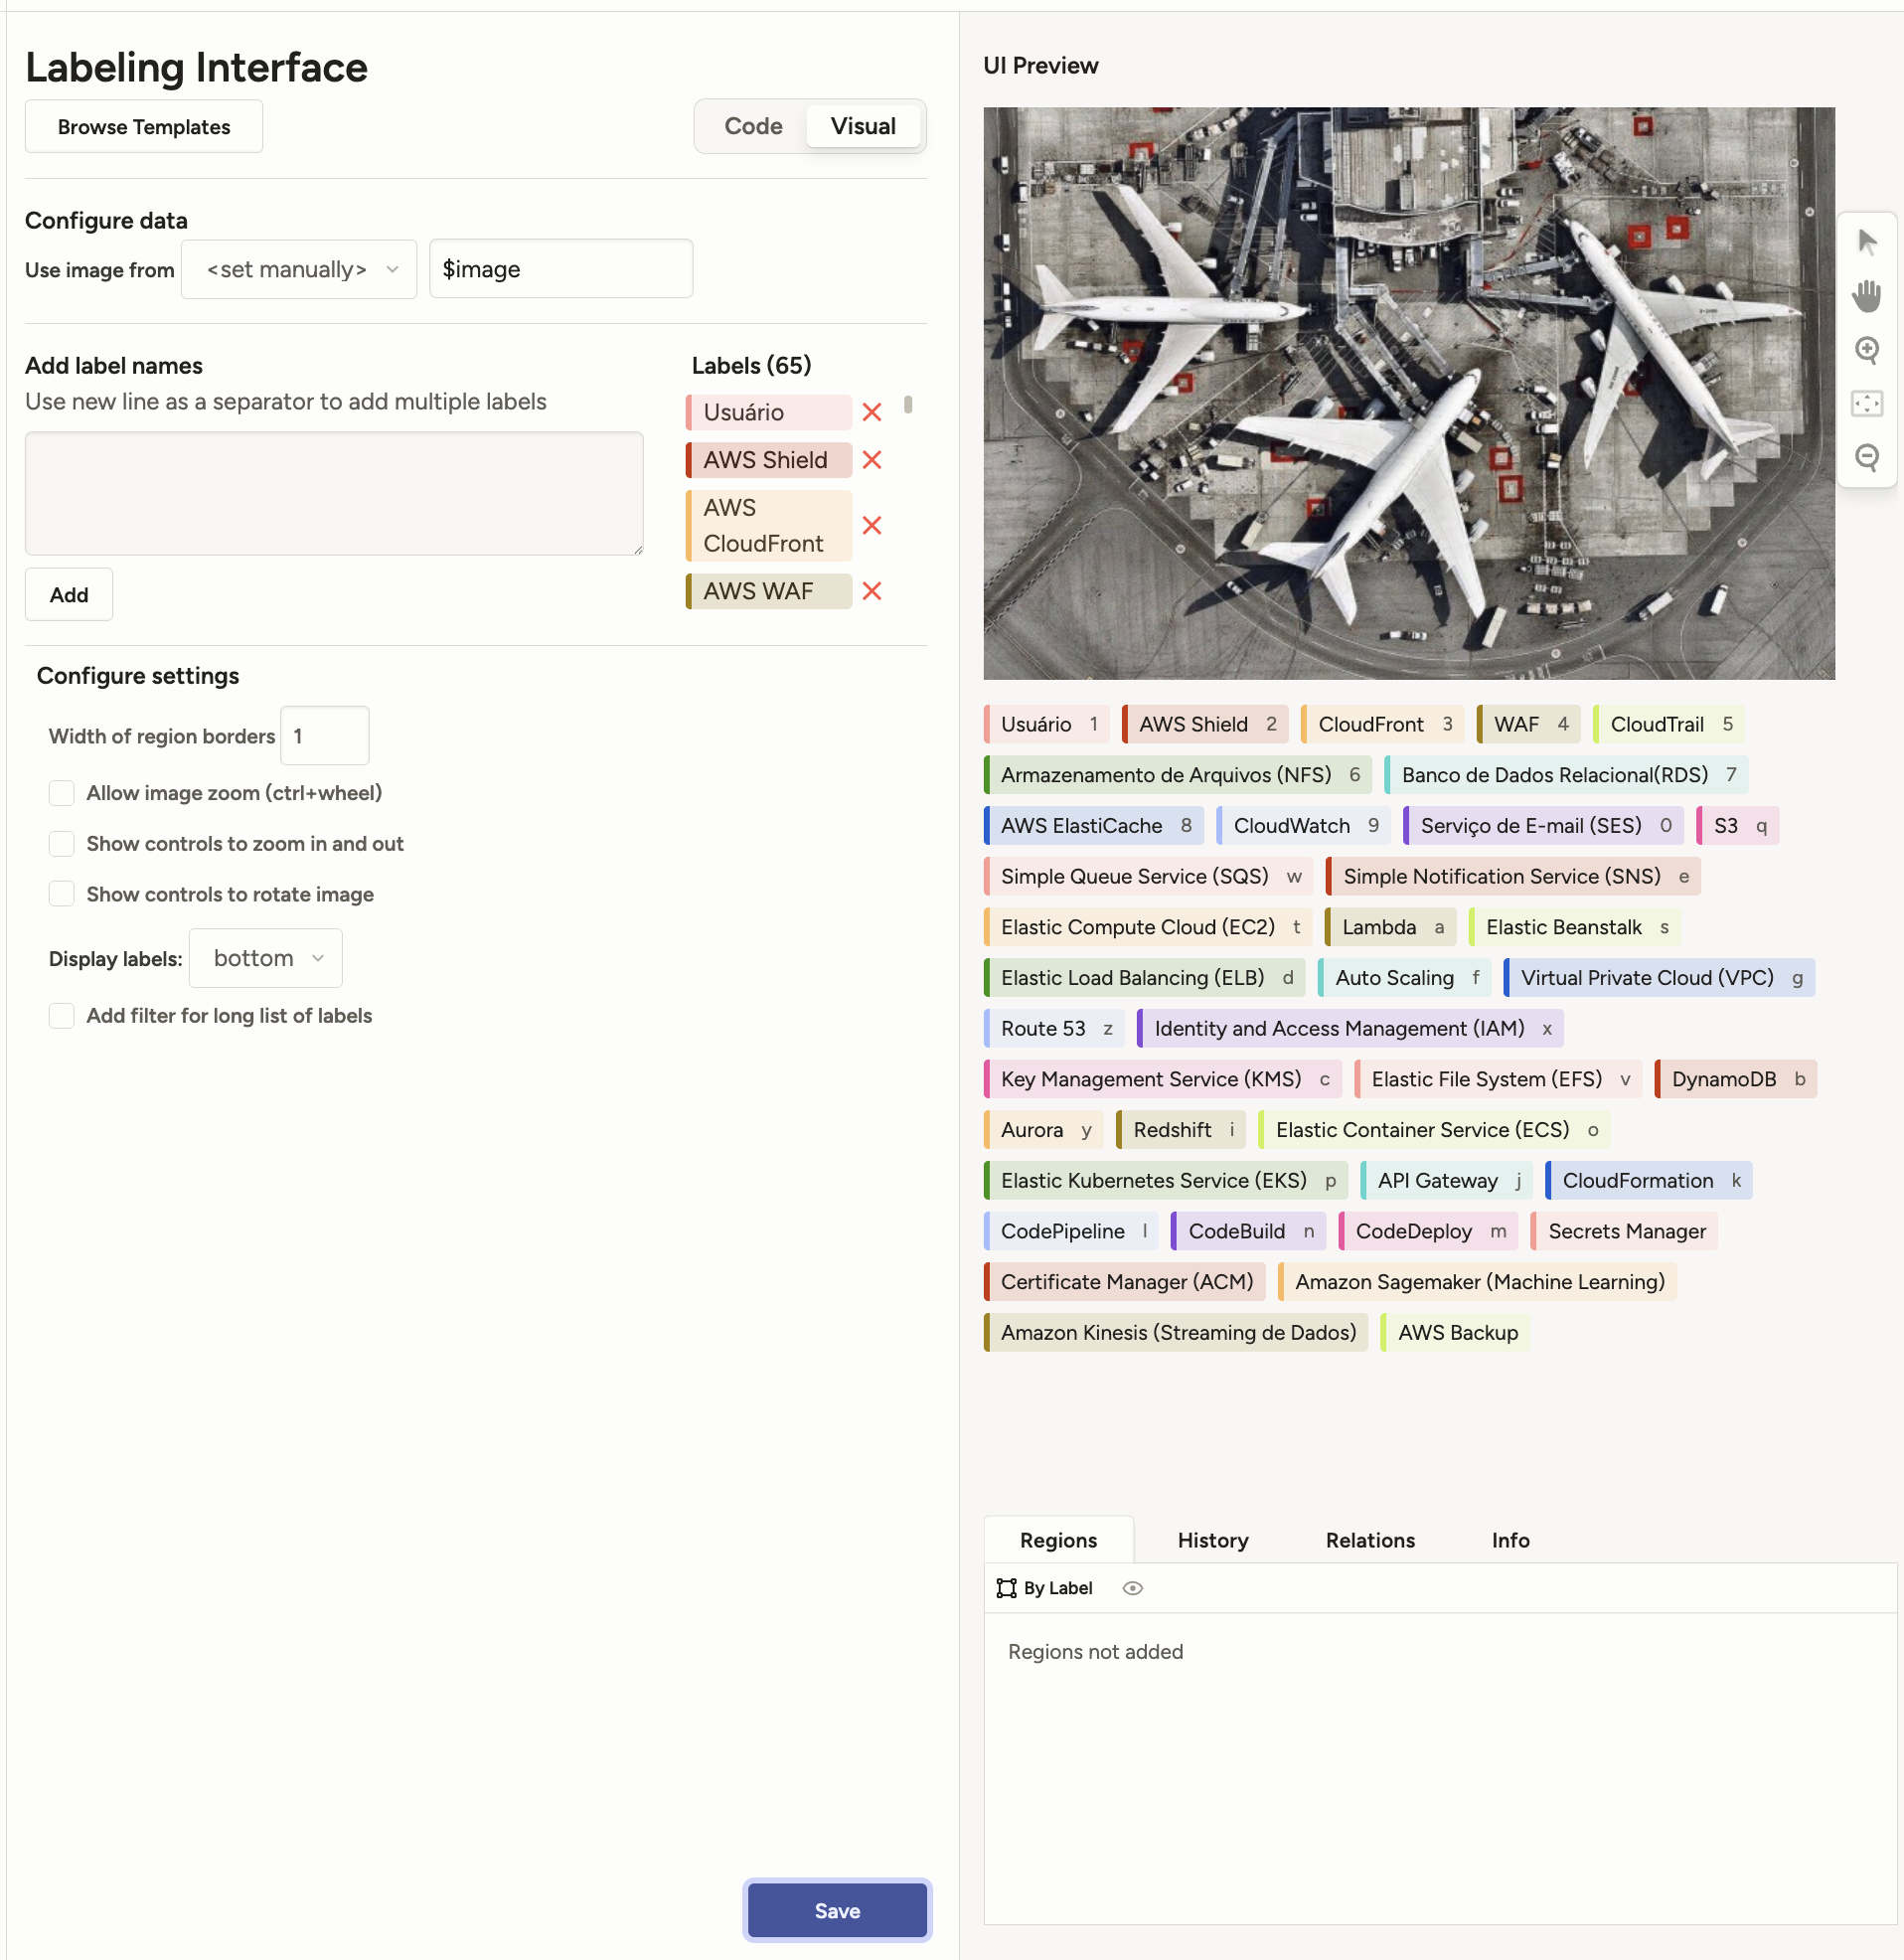 Labeling Interface
Browse Templates
Code Visual
Configure data
Use image from <set manually> $image
Add label names
Use new line as a separator to add multiple labels
Add
Labels (65)
Usuário
AWS Shield
AWS
CloudFront
AWS WAF
Configure settings
Width of region borders 1
Allow image zoom (ctrl+wheel)
Show controls to zoom in and out
Show controls to rotate image
Display labels: bottom
Add filter for long list of labels
Save
UI Preview
Usuário 1 AWS Shield 2 CloudFront 3 WAF 4 CloudTrail 5
Armazenamento de Arquivos (NFS) 6 Banco de Dados Relacional(RDS) 7
AWS ElastiCache 8 CloudWatch 9 Serviço de E-mail (SES) 0 S3 q
Simple Queue Service (SQS) w Simple Notification Service (SNS) e
Elastic Compute Cloud (EC2) t Lambda a Elastic Beanstalk s
Elastic Load Balancing (ELB) d Auto Scaling f Virtual Private Cloud (VPC) g
Route 53 z Identity and Access Management (IAM) x
Key Management Service (KMS) c Elastic File System (EFS) v DynamoDB b
Aurora y Redshift i Elastic Container Service (ECS) o
Elastic Kubernetes Service (EKS) p API Gateway j CloudFormation k
CodePipeline l CodeBuild n CodeDeploy m Secrets Manager
Certificate Manager (ACM) Amazon Sagemaker (Machine Learning)
Amazon Kinesis (Streaming de Dados) AWS Backup
Regions History Relations Info
By Label
Regions not added